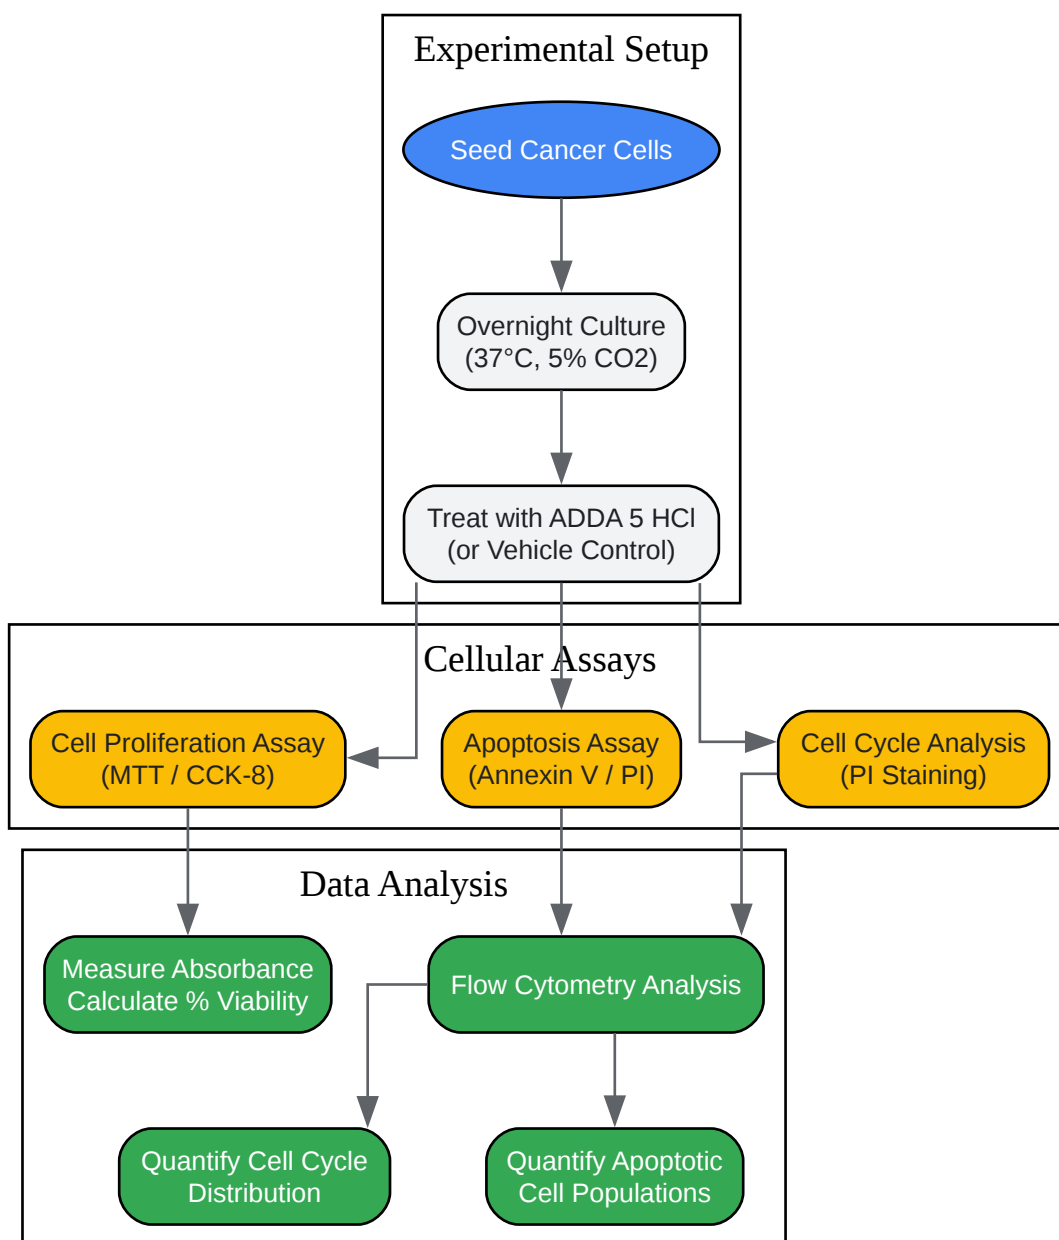 Experimental Setup
Seed Cancer Cells
Overnight Culture
(37°C, 5% CO2)
Treat with ADDA 5 HCl
(or Vehicle Control)
Cellular Assays
Cell Proliferation Assay
(MTT / CCK-8)
Apoptosis Assay
(Annexin V / PI)
Cell Cycle Analysis
(PI Staining)
Data Analysis
Measure Absorbance
Calculate % Viability
Flow Cytometry Analysis
Quantify Cell Cycle
Distribution
Quantify Apoptotic
Cell Populations